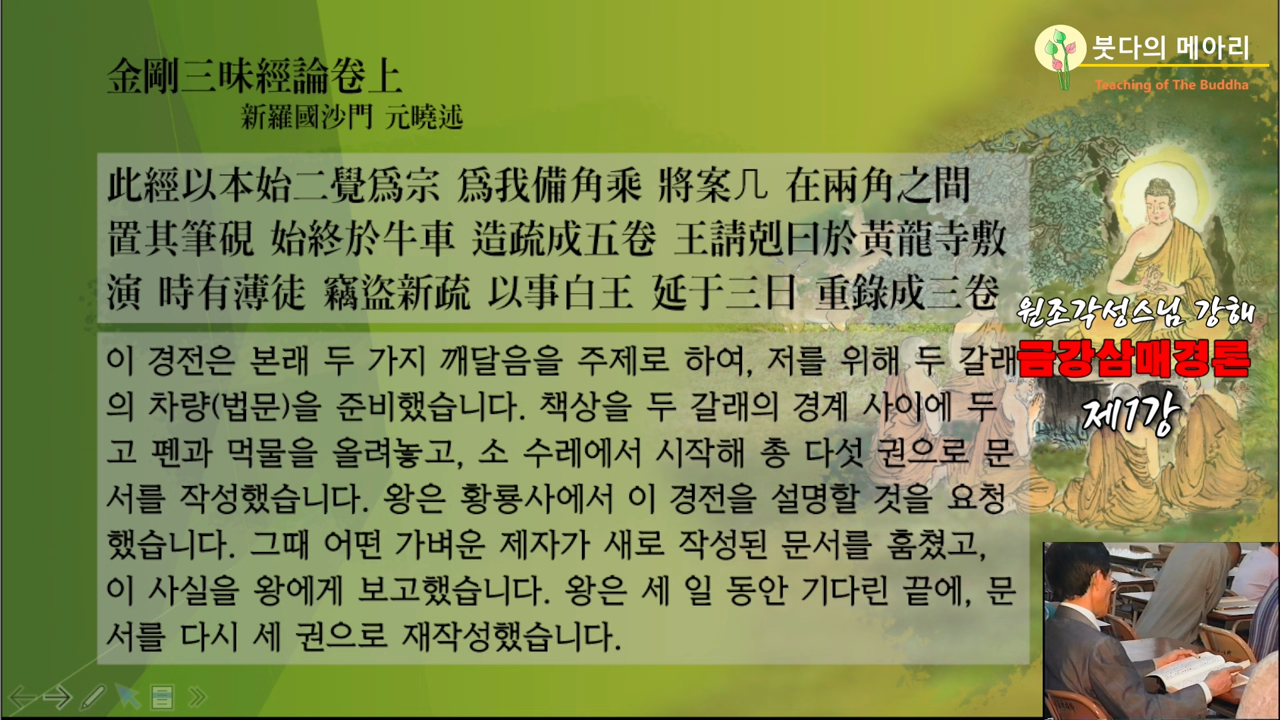 金剛三昧經論卷上
新羅國沙門 元曉述
此經以本始二覺爲宗 爲我備角乘 將案几 在兩角之間
置其筆硯 始終於牛車 造疏成五卷 王請剋曰於黃龍寺敷
演 時有薄徒 竊盜新疏 以事白王 延于三日 重錄成三卷
이 경전은 본래 두 가지 깨달음을 주제로 하여, 저를 위해 두 갈래
의 차량(법문)을 준비했습니다. 책상을 두 갈래의 경계 사이에 두
고 펜과 먹물을 올려놓고, 소 수레에서 시작해 총 다섯 권으로 문
서를 작성했습니다. 왕은 황룡사에서 이 경전을 설명할 것을 요청
했습니다. 그때 어떤 가벼운 제자가 새로 작성된 문서를 훔쳤고,
이 사실을 왕에게 보고했습니다. 왕은 세 일 동안 기다린 끝에, 문
서를 다시 세 권으로 재작성했습니다.
붓다의 메아리
Teaching of The Buddha
원조각성스님 강해
금강삼매경론
제1강